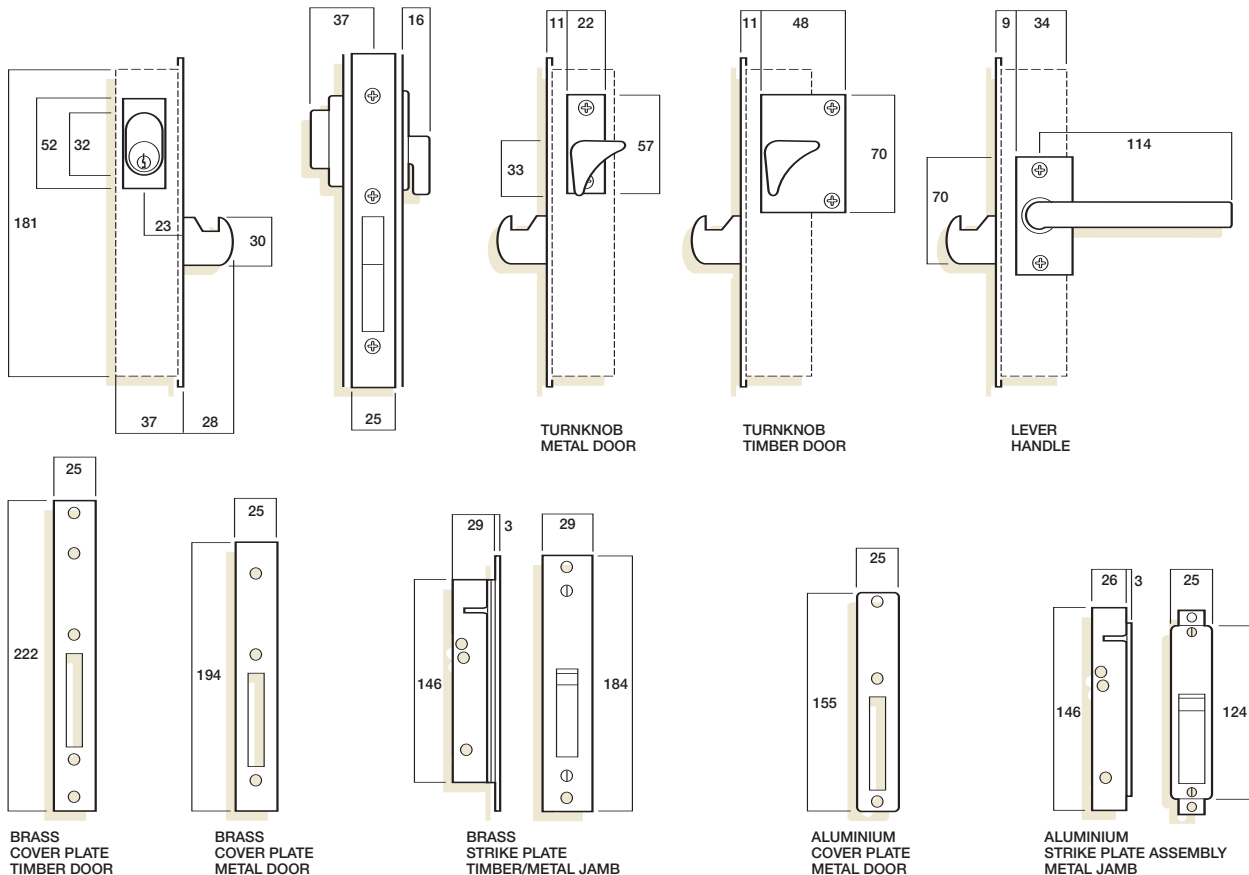 37
16
11
22
11
48
9
34
52
32
181
23
30
37
28
25
33
57
70
70
114
TURNKNOB
METAL DOOR
TURNKNOB
TIMBER DOOR
LEVER
HANDLE
25
222
25
194
29
3
29
146
184
25
155
26
3
25
146
124
BRASS
COVER PLATE
TIMBER DOOR
BRASS
COVER PLATE
METAL DOOR
BRASS
STRIKE PLATE
TIMBER/METAL JAMB
ALUMINIUM
COVER PLATE
METAL DOOR
ALUMINIUM
STRIKE PLATE ASSEMBLY
METAL JAMB